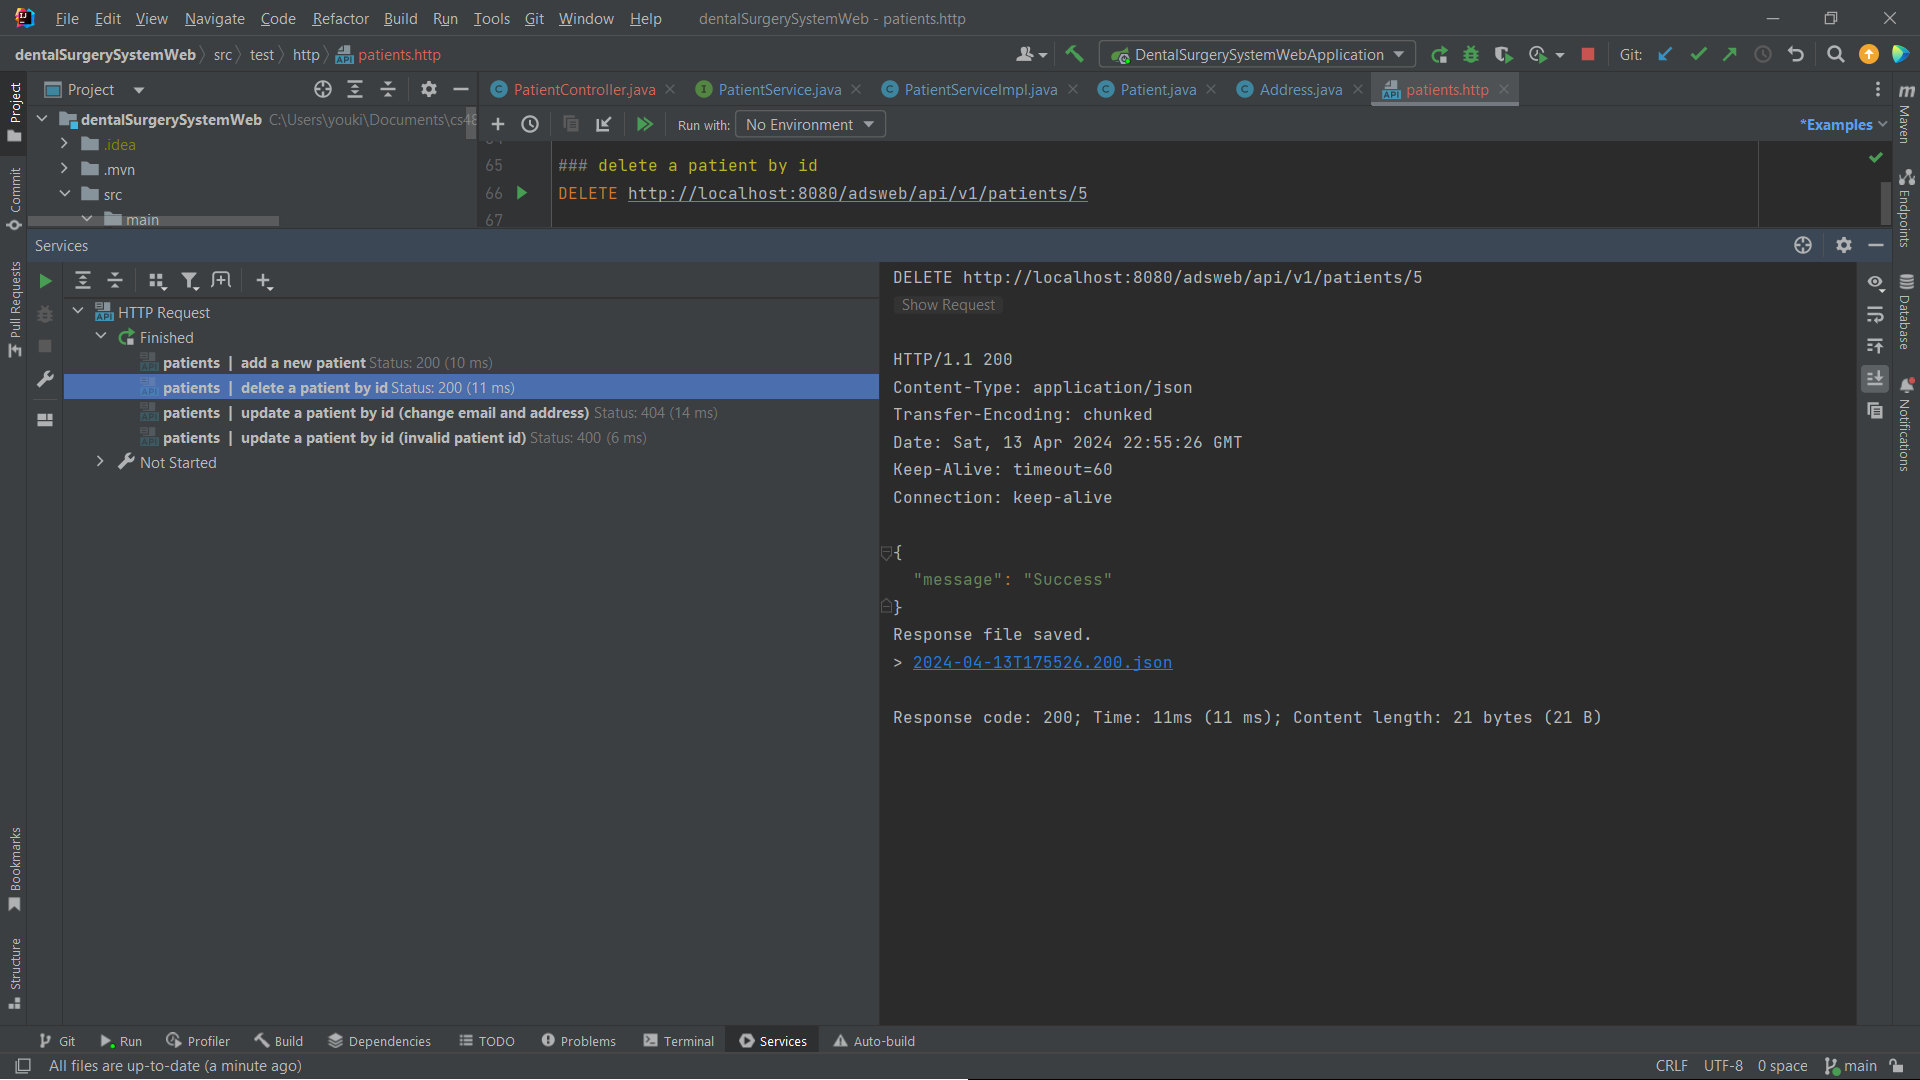 File Edit View Navigate Code Refactor Build Run Tools Git Window Help dentalSurgerySystemWeb - patients.http
dentalSurgerySystemWeb src test http patients.http DentalSurgerySystemWebApplication Git:
Project
PatientController.java PatientService.java PatientServiceImpl.java Patient.java Address.java patients.http
dentalSurgerySystemWeb C:\Users\youki\Documents\cs48
Run with: No Environment *Examples
.idea
.mvn
src
main
65 ### delete a patient by id
66 DELETE http://localhost:8080/adsweb/api/v1/patients/5
67
Services
HTTP Request
Finished
patients | add a new patient Status: 200 (10 ms)
patients | delete a patient by id Status: 200 (11 ms)
patients | update a patient by id (change email and address) Status: 404 (14 ms)
patients | update a patient by id (invalid patient id) Status: 400 (6 ms)
Not Started
DELETE http://localhost:8080/adsweb/api/v1/patients/5
Show Request
HTTP/1.1 200
Content-Type: application/json
Transfer-Encoding: chunked
Date: Sat, 13 Apr 2024 22:55:26 GMT
Keep-Alive: timeout=60
Connection: keep-alive
{
"message": "Success"
}
Response file saved.
> 2024-04-13T175526.200.json
Response code: 200; Time: 11ms (11 ms); Content length: 21 bytes (21 B)
Project
Commit
Pull Requests
Bookmarks
Structure
Maven
Endpoints
Database
Notifications
Git Run Profiler Build Dependencies TODO Problems Terminal Services Auto-build
All files are up-to-date (a minute ago) CRLF UTF-8 0 space main